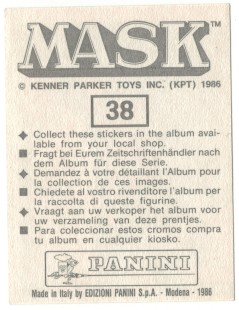 MASK™
© KENNER PARKER TOYS INC. (KPT) 1986
38
◆ Collect these stickers in the album avai-
lable from your local shop.
■ Fragt bei Eurem Zeitschriftenhändler nach
dem Album für diese Serie.
◆ Demandez à votre détaillant l'Album pour
la collection de ces images.
■ Chiedete al vostro rivenditore l'album per
la raccolta di queste figurine.
◆ Vraagt aan uw verkoper het album voor
uw verzameling van deze prentjes.
■ Para coleccionar estos cromos compra
tu album en cualquier kiosko.
PANINI
Made in Italy by EDIZIONI PANINI S.p.A. - Modena - 1986